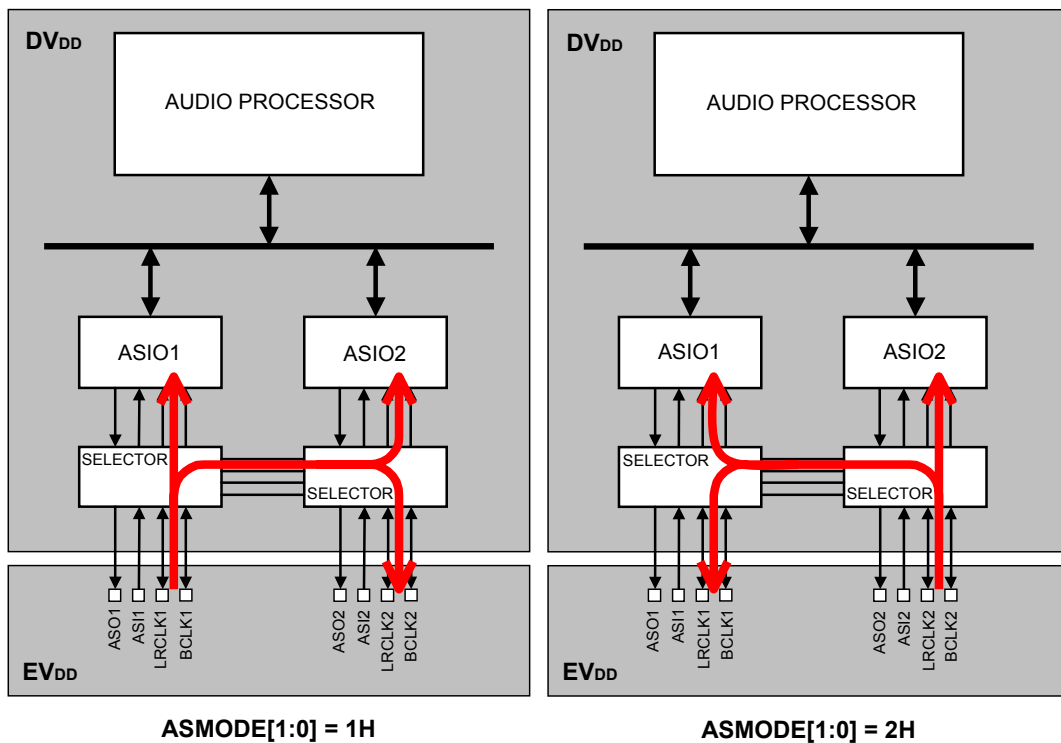 DVDD
AUDIO PROCESSOR
ASIO1
ASIO2
SELECTOR
SELECTOR
ASO1
ASI1
LRCLK1
BCLK1
ASO2
ASI2
LRCLK2
BCLK2
EVDD
ASMODE[1:0] = 1H
DVDD
AUDIO PROCESSOR
ASIO1
ASIO2
SELECTOR
SELECTOR
ASO1
ASI1
LRCLK1
BCLK1
ASO2
ASI2
LRCLK2
BCLK2
EVDD
ASMODE[1:0] = 2H